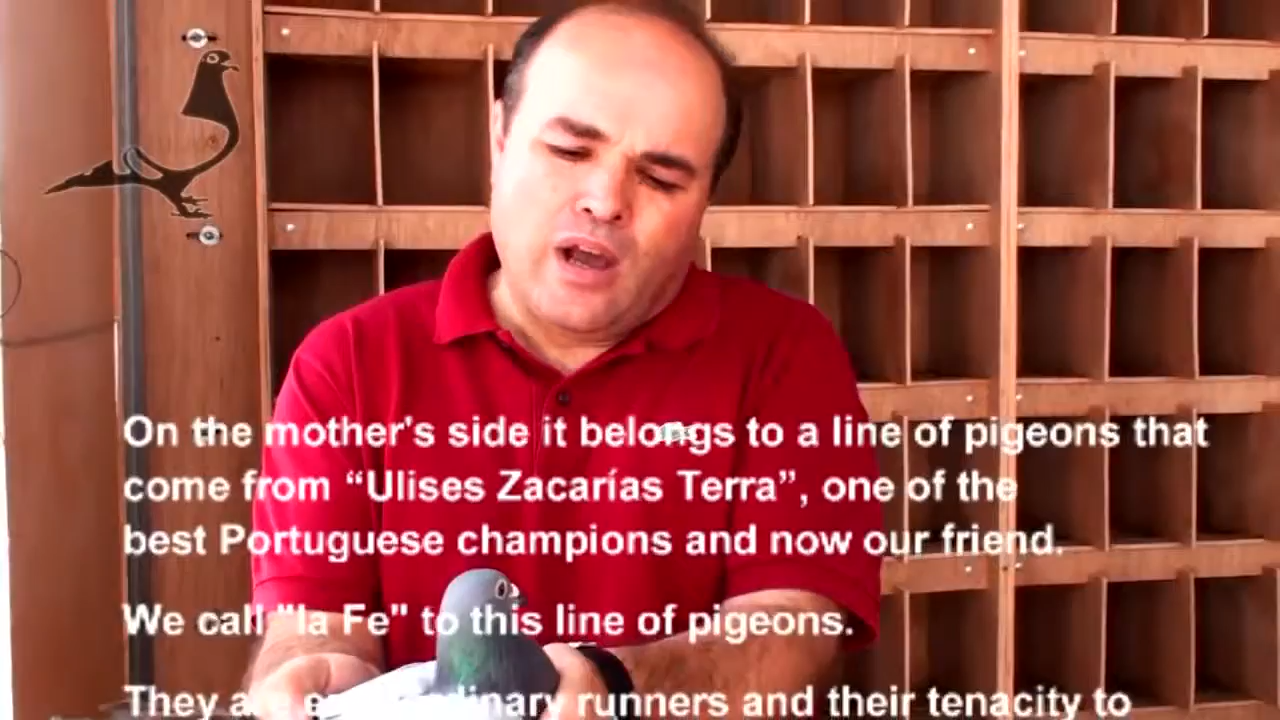 On the mother's side it belongs to a line of pigeons that
come from “Ulises Zacarías Terra”, one of the
best Portuguese champions and now our friend.
We call "la Fe" to this line of pigeons.
They are extraordinary runners and their tenacity to